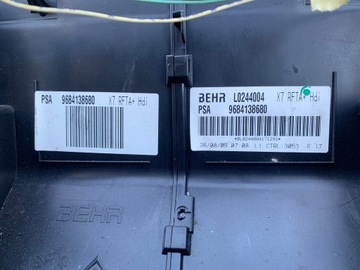 PSA 9684138680 X7 RFTA+ Hdi
BEHR L0244004 X7 RFTA+ Hdi
PSA 9684138680
26/08/09 07 08 L1 CTRL 3053 E 17
BEHR